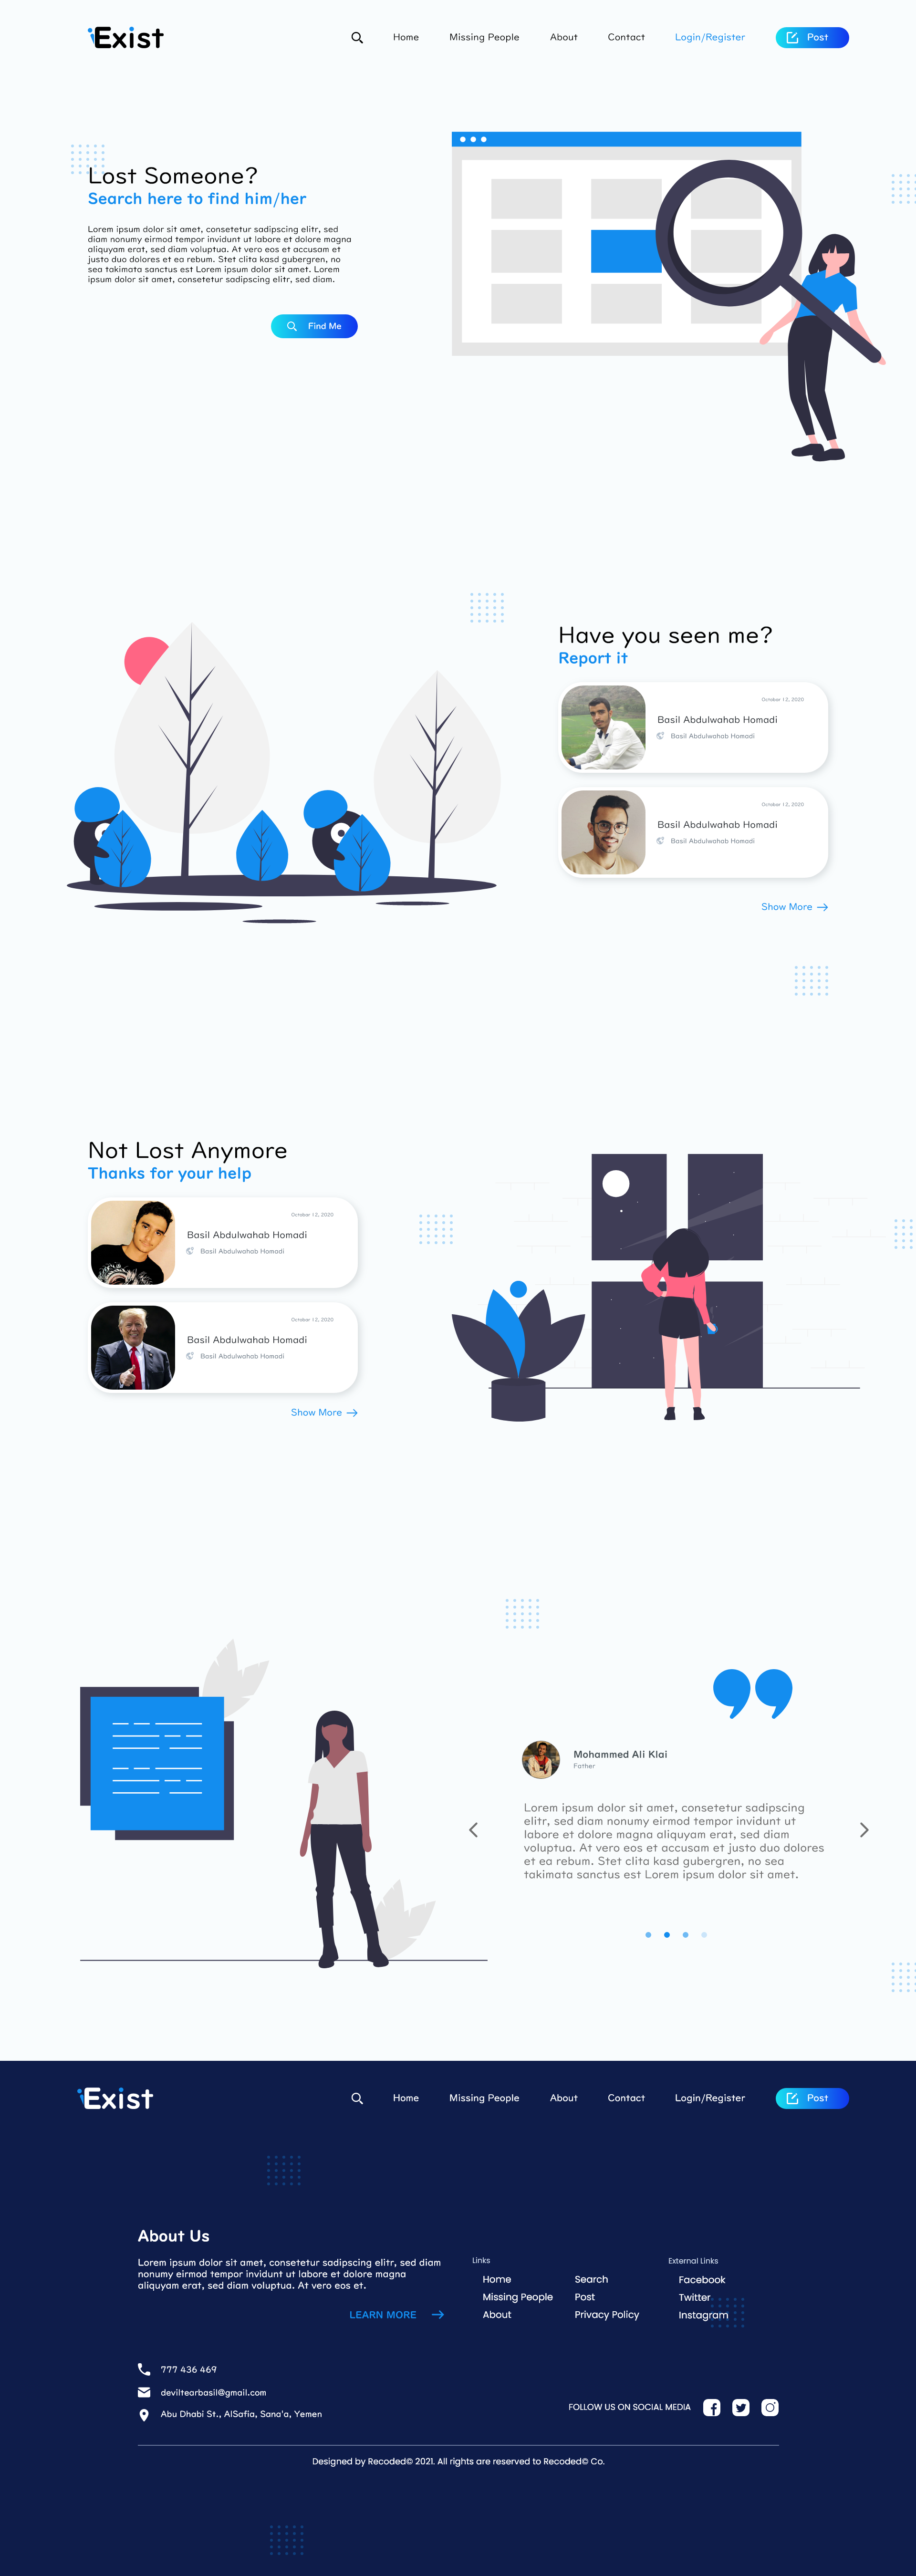 iExist
Home Missing People About Contact Login/Register Post
Lost Someone?
Search here to find him/her
Lorem ipsum dolor sit amet, consetetur sadipscing elitr, sed
diam nonumy eirmod tempor invidunt ut labore et dolore magna
aliquyam erat, sed diam voluptua. At vero eos et accusam et
justo duo dolores et ea rebum. Stet clita kasd gubergren, no
sea takimata sanctus est Lorem ipsum dolor sit amet. Lorem
ipsum dolor sit amet, consetetur sadipscing elitr, sed diam.
Find Me
Have you seen me?
Report it
October 12, 2020
Basil Abdulwahab Homadi
Basil Abdulwahab Homadi
October 12, 2020
Basil Abdulwahab Homadi
Basil Abdulwahab Homadi
Show More
Not Lost Anymore
Thanks for your help
October 12, 2020
Basil Abdulwahab Homadi
Basil Abdulwahab Homadi
October 12, 2020
Basil Abdulwahab Homadi
Basil Abdulwahab Homadi
Show More
Mohammed Ali Klai
Father
Lorem ipsum dolor sit amet, consetetur sadipscing
elitr, sed diam nonumy eirmod tempor invidunt ut
labore et dolore magna aliquyam erat, sed diam
voluptua. At vero eos et accusam et justo duo dolores
et ea rebum. Stet clita kasd gubergren, no sea
takimata sanctus est Lorem ipsum dolor sit amet.
iExist
Home Missing People About Contact Login/Register Post
About Us
Lorem ipsum dolor sit amet, consetetur sadipscing elitr, sed diam
nonumy eirmod tempor invidunt ut labore et dolore magna
aliquyam erat, sed diam voluptua. At vero eos et.
LEARN MORE
Links
Home
Missing People
About
Search
Post
Privacy Policy
External Links
Facebook
Twitter
Instagram
777 436 469
deviltearbasil@gmail.com
Abu Dhabi St., AlSafia, Sana'a, Yemen
FOLLOW US ON SOCIAL MEDIA
Designed by Recoded© 2021. All rights are reserved to Recoded© Co.